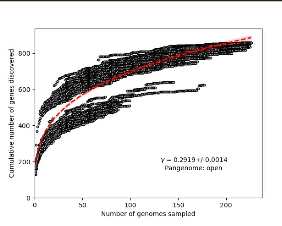 Cumulative number of genes discovered
800
600
400
200
0
γ = 0.2919+/-0.0014
Pangenome: open
0 50 100 150 200
Number of genomes sampled